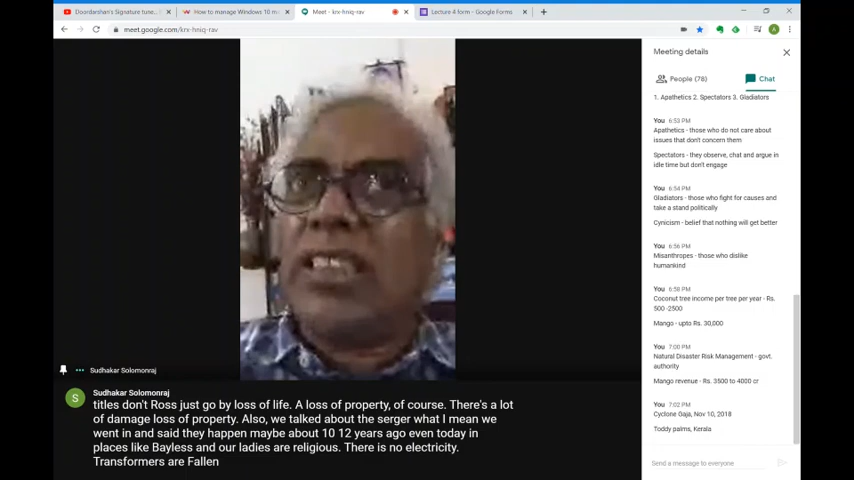 Doordarshan's Signature tune...
How to manage Windows 10 n
Meet - krx-hniq-rav
Lecture 4 form - Google Forms
meet.google.com/krx-hniq-rav
Meeting details
People (78)
Chat
1. Apathetics 2. Spectators 3. Gladiators
You 6:53 PM
Apathetics - those who do not care about
issues that don't concern them
Spectators - they observe, chat and argue in
idle time but don't engage
You 6:54 PM
Gladiators - those who fight for causes and
take a stand politically
Cynicism - belief that nothing will get better
You 6:56 PM
Misanthropes - those who dislike
humankind
You 6:58 PM
Coconut tree income per tree per year - Rs.
500 -2500
Mango - upto Rs. 30,000
You 7:00 PM
Natural Disaster Risk Management - govt.
authority
Mango revenue - Rs. 3500 to 4000 cr
You 7:02 PM
Cyclone Gaja, Nov 10, 2018
Toddy palms, Kerala
Send a message to everyone
Sudhakar Solomonraj
S
Sudhakar Solomonraj
titles don't Ross just go by loss of life. A loss of property, of course. There's a lot
of damage loss of property. Also, we talked about the serger what I mean we
went in and said they happen maybe about 10 12 years ago even today in
places like Bayless and our ladies are religious. There is no electricity.
Transformers are Fallen